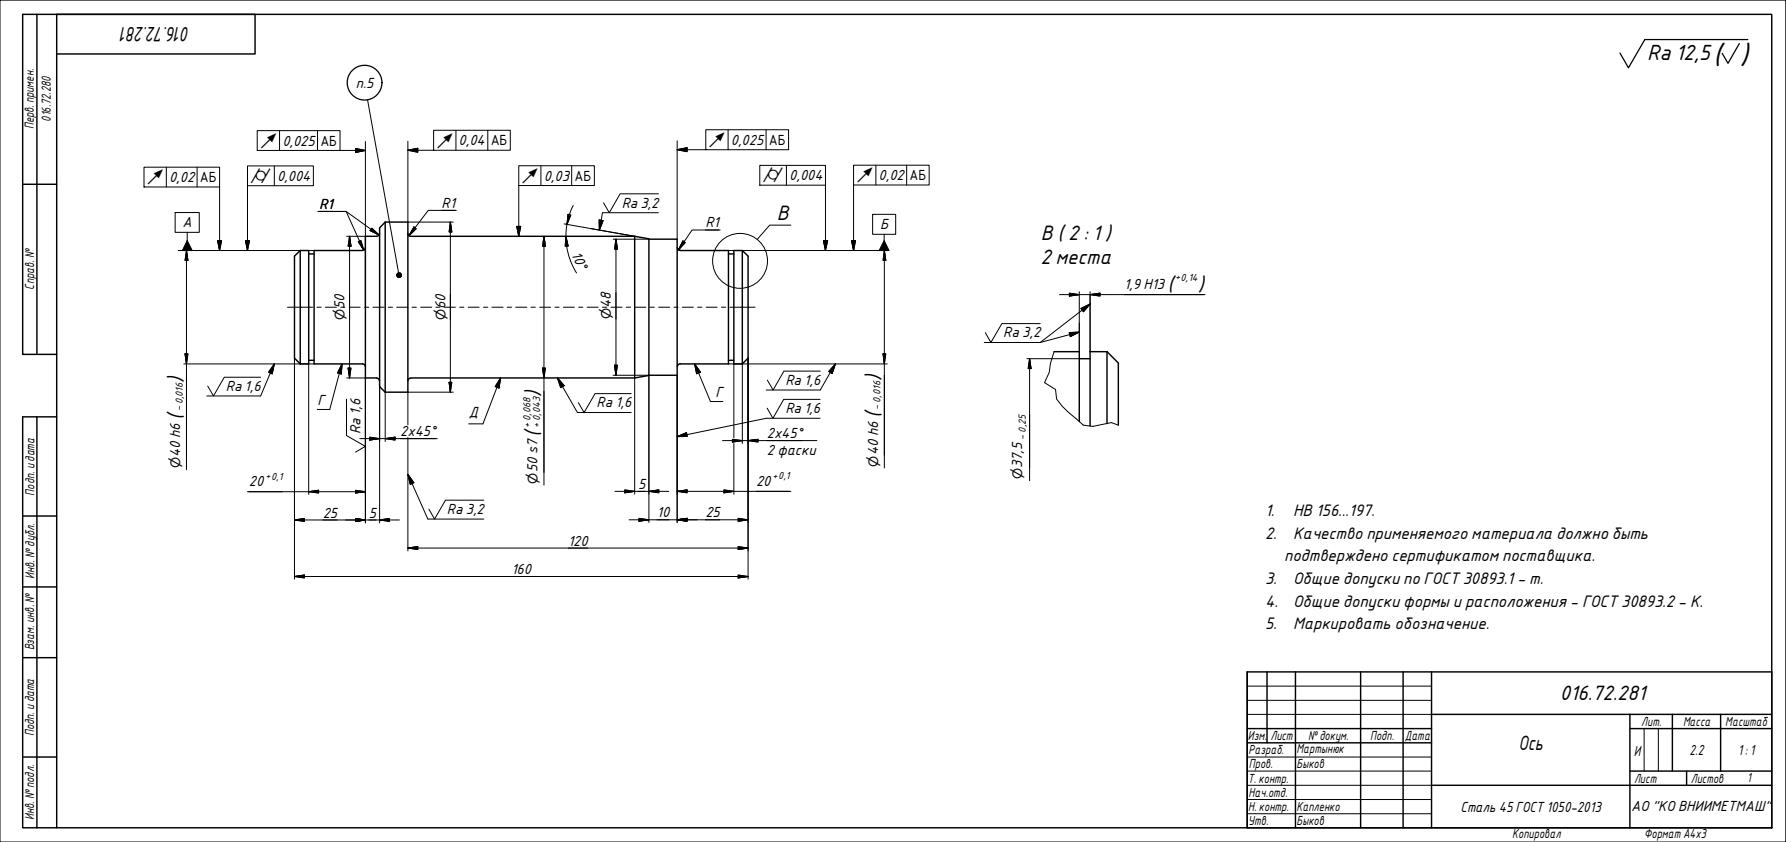 016.72.281
Перв. примен.
016.72.280
Справ. №
Подп. и дата
Инв. № дубл.
Взам. инв. №
Подп. и дата
Инв. № подл.
√Ra 12,5 (√)
п.5
0,025 АБ
0,04 АБ
0,025 АБ
0,02 АБ
0,004
0,03 АБ
0,004
0,02 АБ
R1
R1
Ra 3,2
R1
В
А
Б
10°
Ø50
Ø60
Ø48
Ra 1,6
Г
Ra 1,6
Д
Ra 1,6
Г
Ra 1,6
Ra 1,6
Ø40 h6 (-0,016)
2x45°
Ø50 s7 (+0,068 +0,043)
2x45°
2 фаски
Ø40 h6 (-0,016)
20+0,1
5
20+0,1
Ra 3,2
25
5
10
25
120
160
В (2 : 1)
2 места
1,9 H13 (+0,14)
Ra 3,2
Ø37,5 -0,25
1. НВ 156...197.
2. Качество применяемого материала должно быть
подтверждено сертификатом поставщика.
3. Общие допуски по ГОСТ 30893.1 – m.
4. Общие допуски формы и расположения – ГОСТ 30893.2 – К.
5. Маркировать обозначение.
016.72.281
Изм. Лист № докум. Подп. Дата
Разраб. Мартынюк
Пров. Быков
Т. контр.
Нач.отд.
Н. контр. Капленко
Утв. Быков
Ось
Лит. Масса Масштаб
И 2.2 1 : 1
Лист Листов 1
Сталь 45 ГОСТ 1050-2013
АО "КО ВНИИМЕТМАШ"
Копировал Формат А4х3